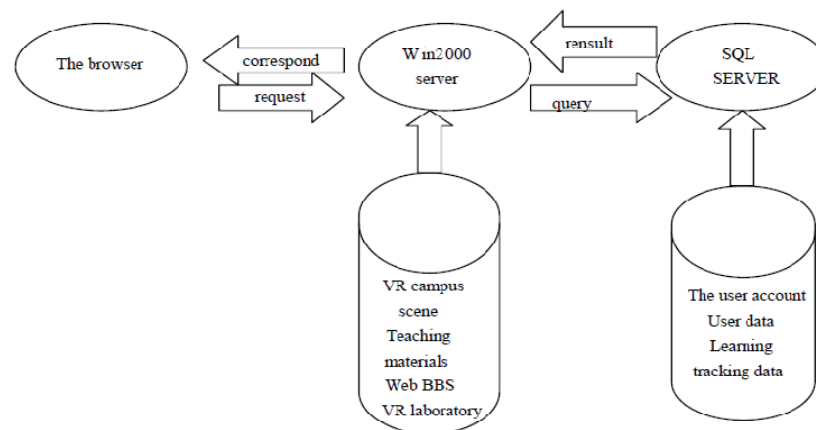 The browser
correspond
request
Win2000
server
rensult
query
SQL
SERVER
VR campus
scene
Teaching
materials
Web BBS
VR laboratory
The user account
User data
Learning
tracking data